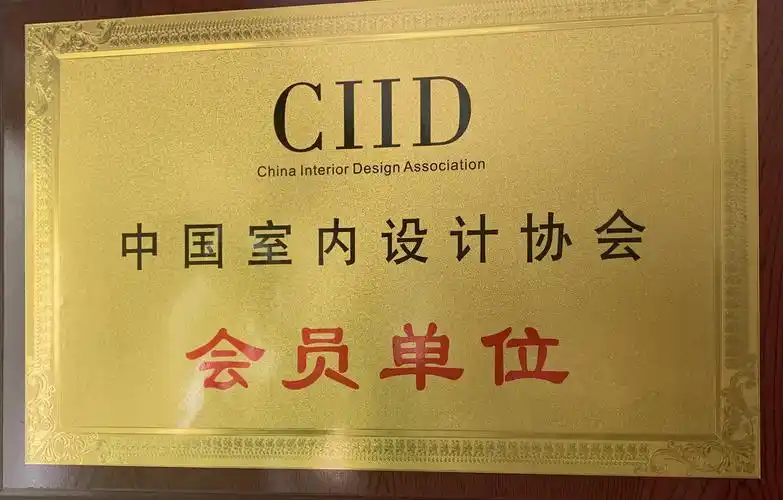 CIID
China Interior Design Association
中国室内设计协会
会员单位